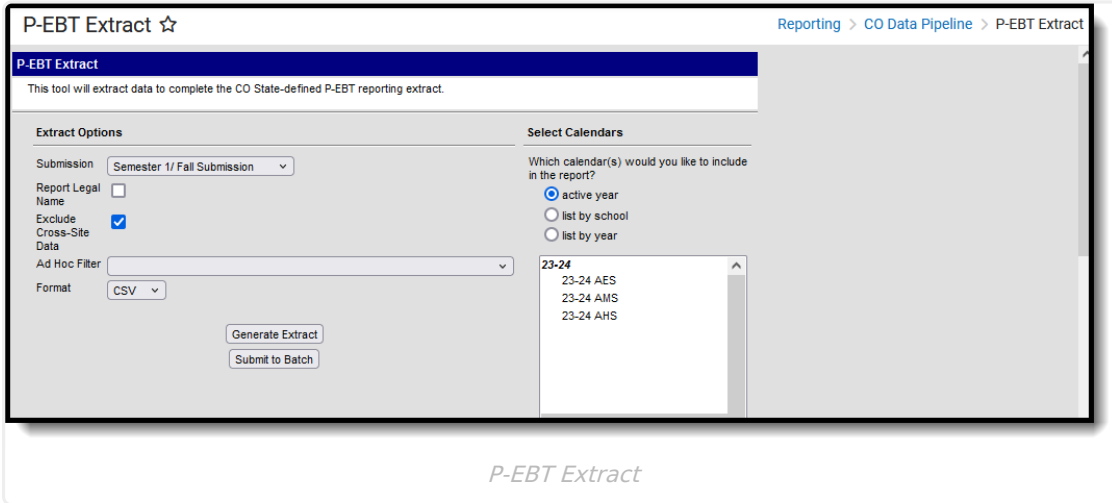 P-EBT Extract ☆
Reporting > CO Data Pipeline > P-EBT Extract
P-EBT Extract
This tool will extract data to complete the CO State-defined P-EBT reporting extract.
Extract Options
Submission Semester 1/ Fall Submission
Report Legal
Name
Exclude
Cross-Site
Data
Ad Hoc Filter
Format CSV
Generate Extract
Submit to Batch
Select Calendars
Which calendar(s) would you like to include
in the report?
active year
list by school
list by year
23-24
23-24 AES
23-24 AMS
23-24 AHS
P-EBT Extract